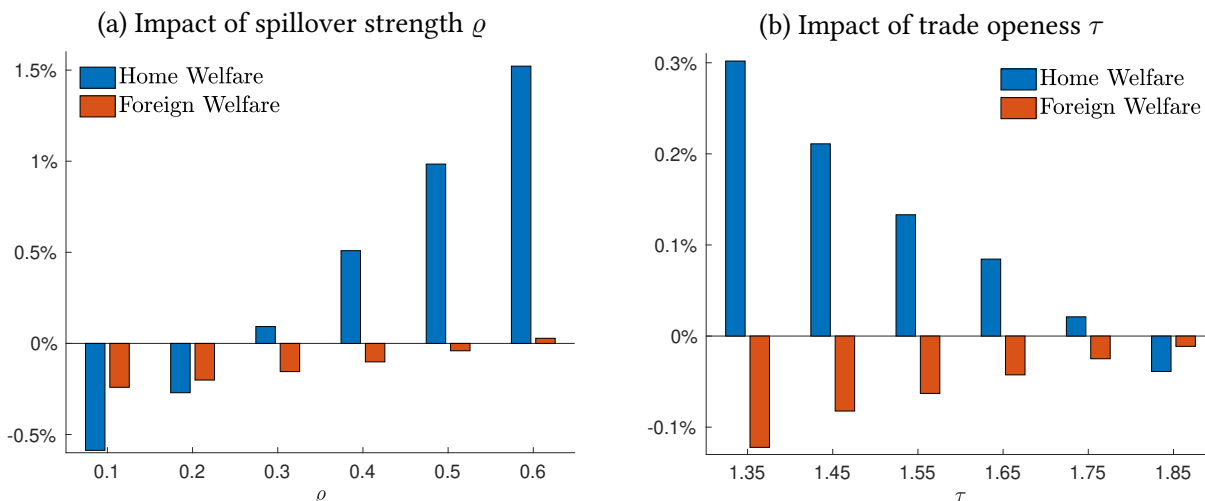 (a) Impact of spillover strength ϱ
Home Welfare
Foreign Welfare
1.5%
1%
0.5%
0%
-0.5%
0.1 0.2 0.3 0.4 0.5 0.6
ρ
(b) Impact of trade openess τ
Home Welfare
Foreign Welfare
0.3%
0.2%
0.1%
0%
-0.1%
1.35 1.45 1.55 1.65 1.75 1.85
τ